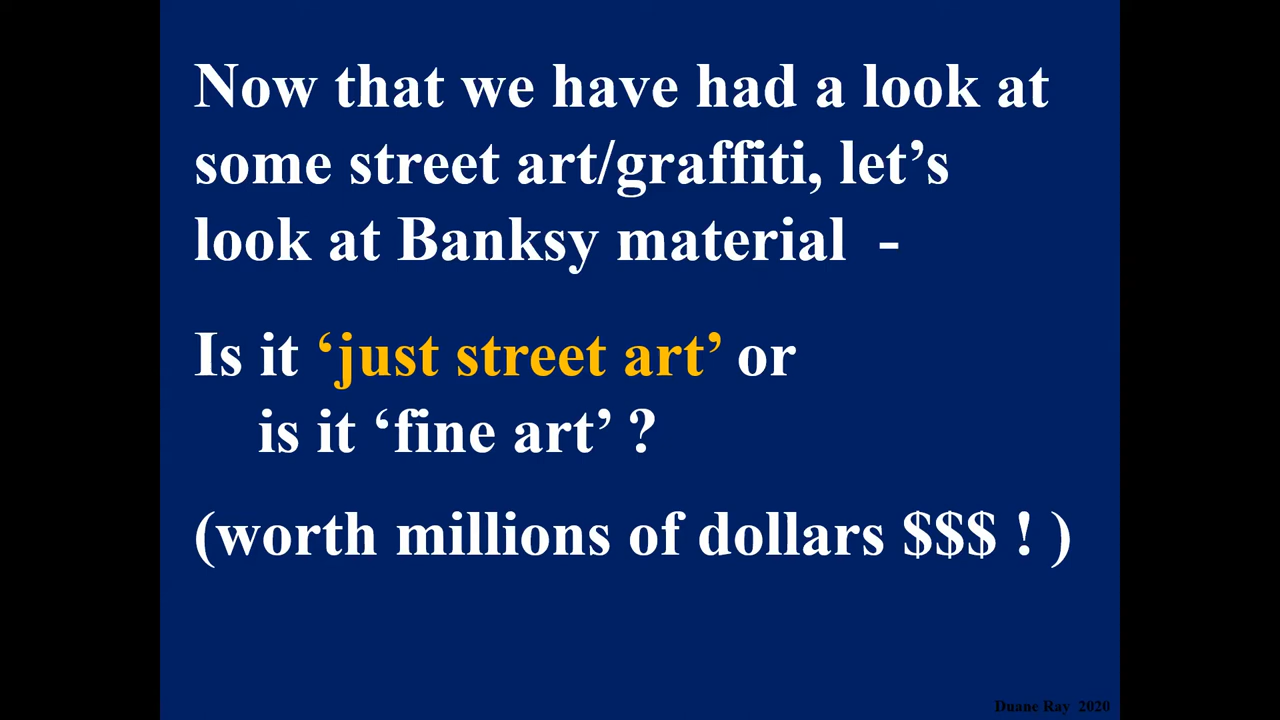 Now that we have had a look at
some street art/graffiti, let’s
look at Banksy material  -
Is it ‘just street art’ or
is it ‘fine art’ ?
(worth millions of dollars $$$ ! )
Duane Ray  2020